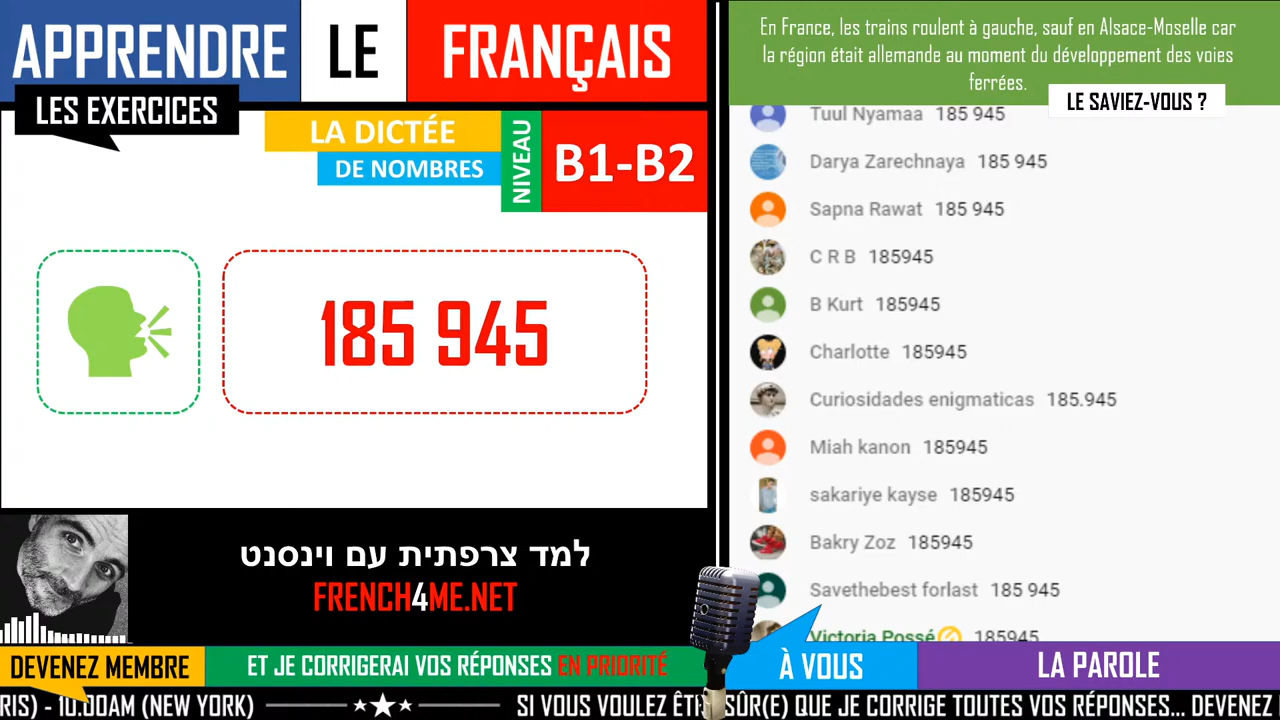 APPRENDRE LE FRANÇAIS
LES EXERCICES
LA DICTÉE
DE NOMBRES
NIVEAU
B1-B2
185 945
למד צרפתית עם וינסנט
FRENCH4ME.NET
DEVENEZ MEMBRE
ET JE CORRIGERAI VOS RÉPONSES EN PRIORITÉ
En France, les trains roulent à gauche, sauf en Alsace-Moselle car
la région était allemande au moment du développement des voies
ferrées.
LE SAVIEZ-VOUS ?
Tuul Nyamaa 185 945
Darya Zarechnaya 185 945
Sapna Rawat 185 945
C R B 185945
B Kurt 185945
Charlotte 185945
Curiosidades enigmaticas 185.945
Miah kanon 185945
sakariye kayse 185945
Bakry Zoz 185945
Savethebest forlast 185 945
Victoria Possé 185945
À VOUS
LA PAROLE
RIS) - 10.00AM (NEW YORK) SI VOUS VOULEZ ÊTR SÛR(E) QUE JE CORRIGE TOUTES VOS RÉPONSES... DEVENEZ